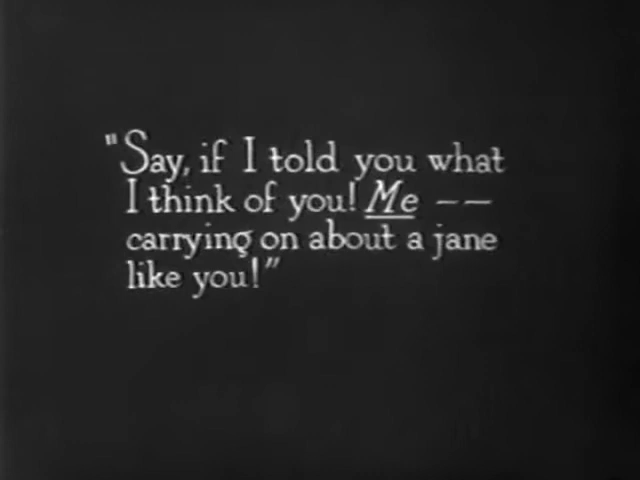 "Say, if I told you what
I think of you! Me --
carrying on about a jane
like you!"